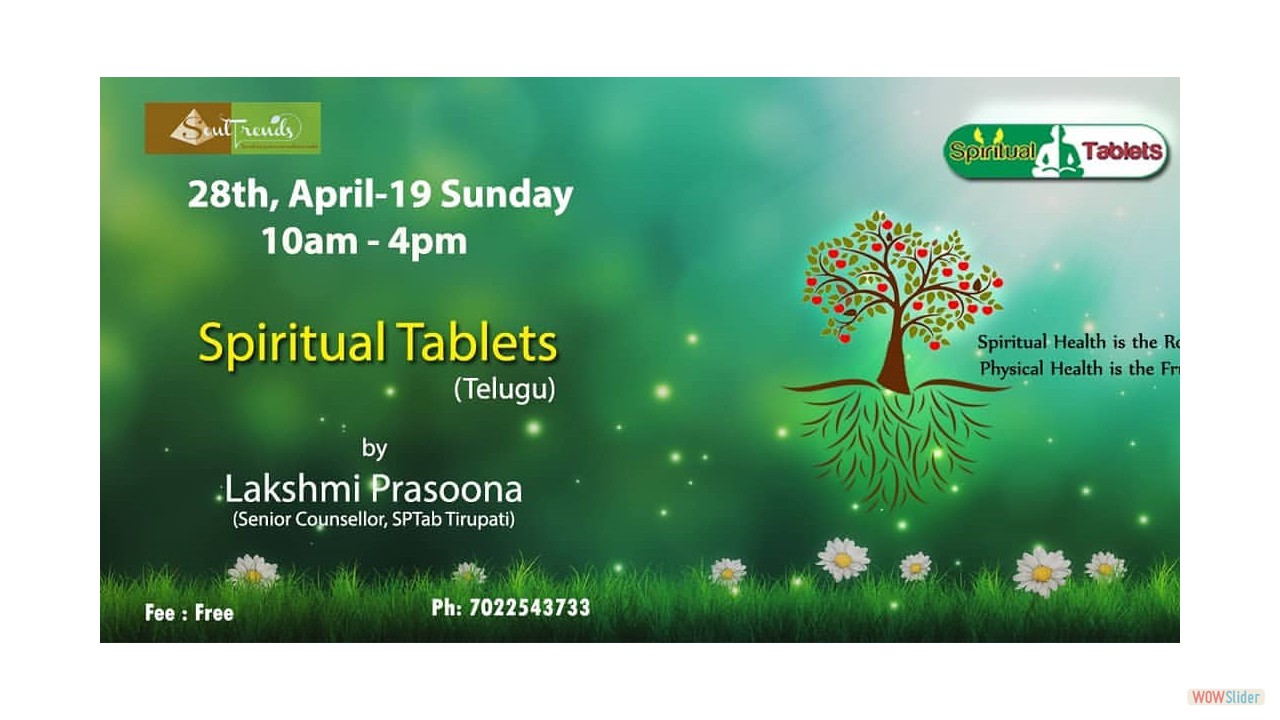 SoulTrends
Spiritual Tablets
28th, April-19 Sunday
10am - 4pm
Spiritual Tablets
(Telugu)
Spiritual Health is the
Physical Health is the
by
Lakshmi Prasoona
(Senior Counsellor, SPTab Tirupati)
Fee : Free
Ph: 7022543733
WOWSlider